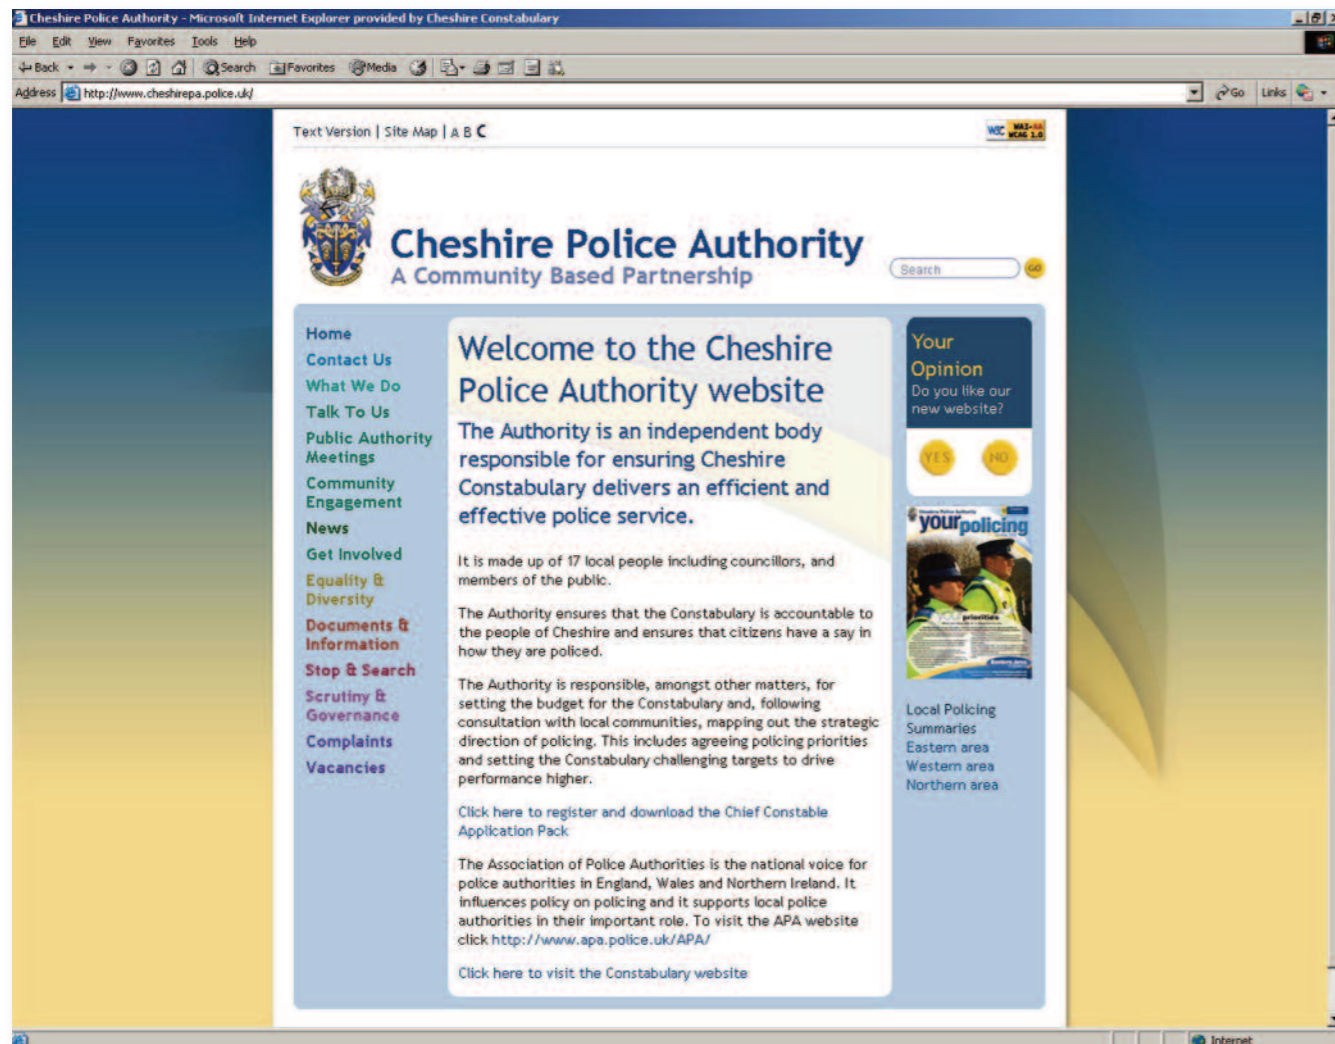 Cheshire Police Authority - Microsoft Internet Explorer provided by Cheshire Constabulary
File Edit View Favorites Tools Help
Back Search Favorites Media
Address http://www.cheshirepa.police.uk/ Go Links
Text Version | Site Map | A B C
W3C WAI-AA WCAG 1.0
Cheshire Police Authority
A Community Based Partnership
Search GO
Home
Contact Us
What We Do
Talk To Us
Public Authority
Meetings
Community
Engagement
News
Get Involved
Equality &
Diversity
Documents &
Information
Stop & Search
Scrutiny &
Governance
Complaints
Vacancies
Welcome to the Cheshire
Police Authority website
The Authority is an independent body
responsible for ensuring Cheshire
Constabulary delivers an efficient and
effective police service.
It is made up of 17 local people including councillors, and
members of the public.
The Authority ensures that the Constabulary is accountable to
the people of Cheshire and ensures that citizens have a say in
how they are policed.
The Authority is responsible, amongst other matters, for
setting the budget for the Constabulary and, following
consultation with local communities, mapping out the strategic
direction of policing. This includes agreeing policing priorities
and setting the Constabulary challenging targets to drive
performance higher.
Click here to register and download the Chief Constable
Application Pack
The Association of Police Authorities is the national voice for
police authorities in England, Wales and Northern Ireland. It
influences policy on policing and it supports local police
authorities in their important role. To visit the APA website
click http://www.apa.police.uk/APA/
Click here to visit the Constabulary website
Your
Opinion
Do you like our
new website?
YES NO
yourpolicing
priorities
Local Policing
Summaries
Eastern area
Western area
Northern area
Internet